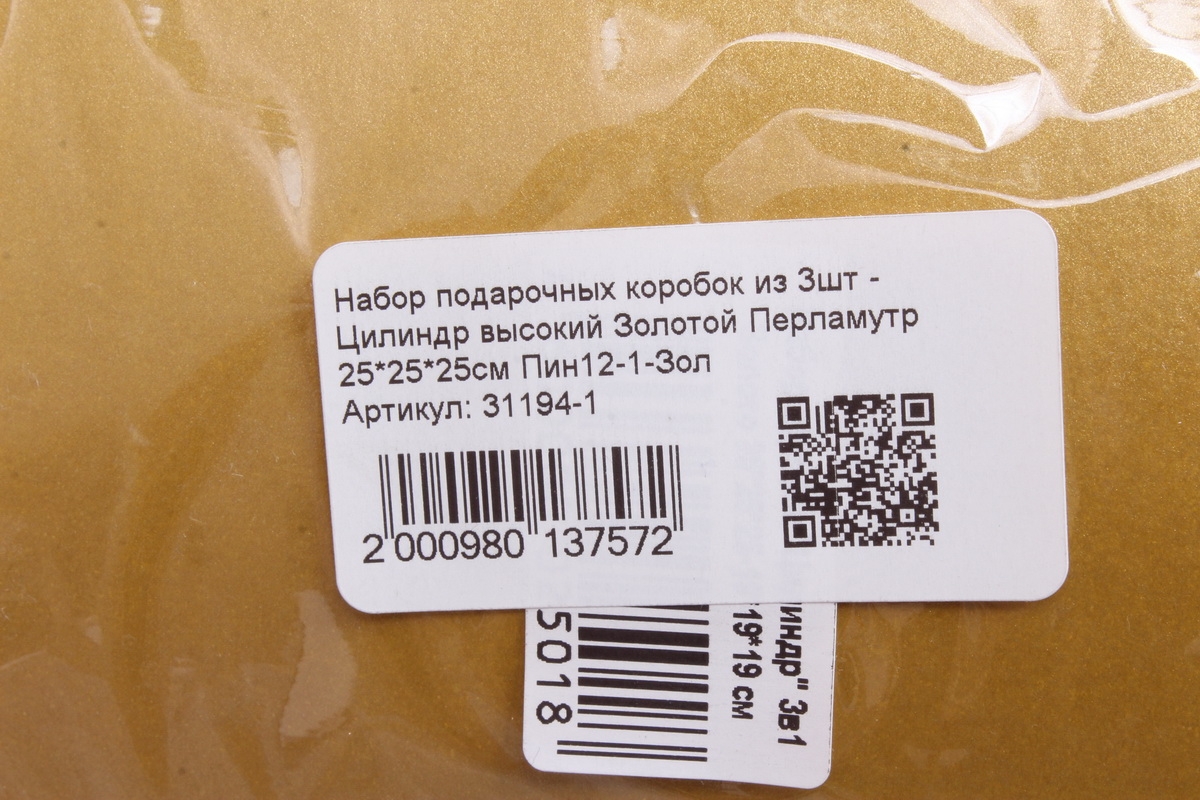 Набор подарочных коробок из 3шт -
Цилиндр высокий Золотой Перламутр
25*25*25см Пин12-1-Зол
Артикул: 31194-1
2 000980 137572
3в1
19*19 см
5018